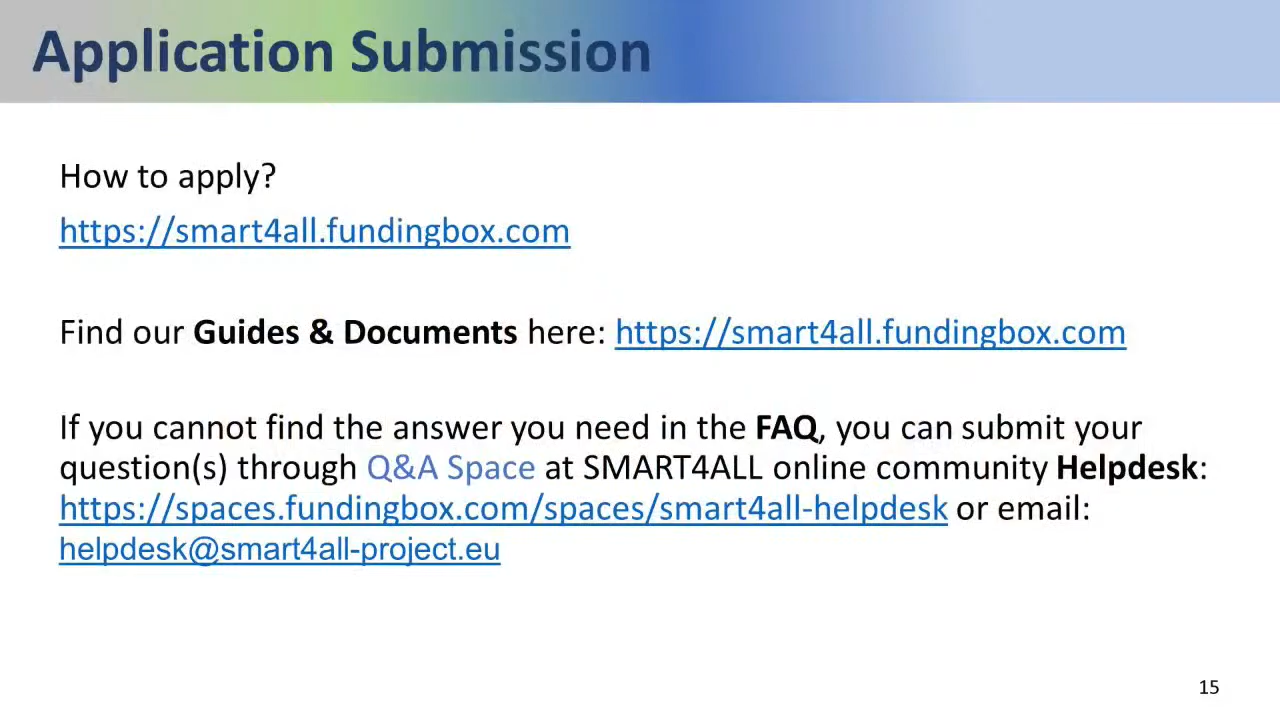 Application Submission
How to apply?
https://smart4all.fundingbox.com
Find our Guides & Documents here: https://smart4all.fundingbox.com
If you cannot find the answer you need in the FAQ, you can submit your
question(s) through Q&A Space at SMART4ALL online community Helpdesk:
https://spaces.fundingbox.com/spaces/smart4all-helpdesk or email:
helpdesk@smart4all-project.eu
15